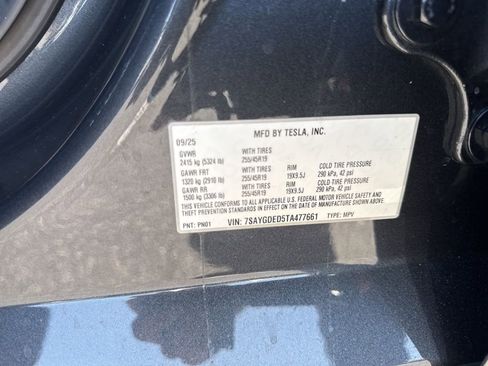 MFD BY TESLA, INC.
09/25
GVWR WITH TIRES
2415 kg (5324 lb) 255/45R19
GAWR FRT WITH TIRES RIM COLD TIRE PRESSURE
1320 kg (2910 lb) 255/45R19 19X9.5J 290 kPa, 42 psi
GAWR RR WITH TIRES RIM COLD TIRE PRESSURE
1500 kg (3306 lb) 255/45R19 19X9.5J 290 kPa, 42 psi
THIS VEHICLE CONFORMS TO ALL APPLICABLE U.S. FEDERAL MOTOR VEHICLE SAFETY AND
THEFT PREVENTION STANDARDS IN EFFECT ON THE DATE OF MANUFACTURE SHOWN ABOVE.
PNT: PN01 VIN: 7SAYGDED5TA477661 TYPE: MPV